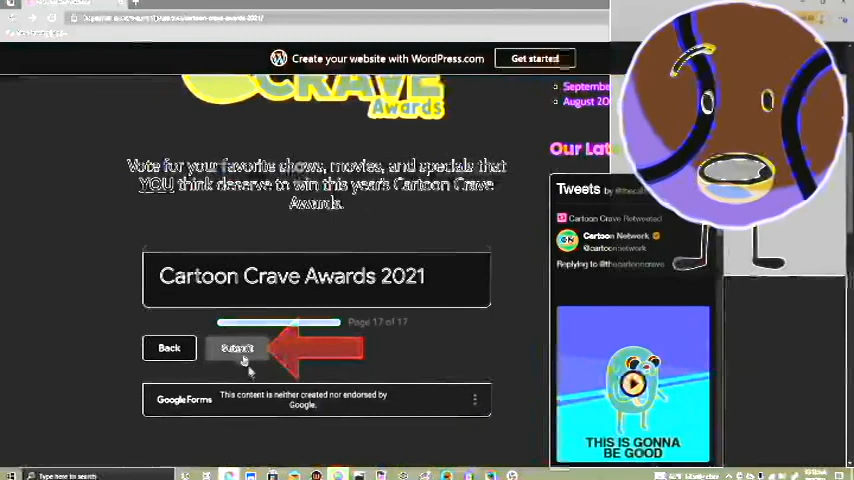 Create your website with WordPress.com
Get started
CRAVE
Awards
September
August 20
Vote for your favorite shows, movies, and specials that
YOU think deserve to win this year's Cartoon Crave
Awards.
Our Lat
Tweets
Cartoon Crave Retweeted
Cartoon Network
@cartoonnetwork
Replying to @thecartooncrave
Cartoon Crave Awards 2021
Page 17 of 17
Back
Submit
Google Forms
This content is neither created nor endorsed by
Google.
THIS IS GONNA
BE GOOD
Type here to search